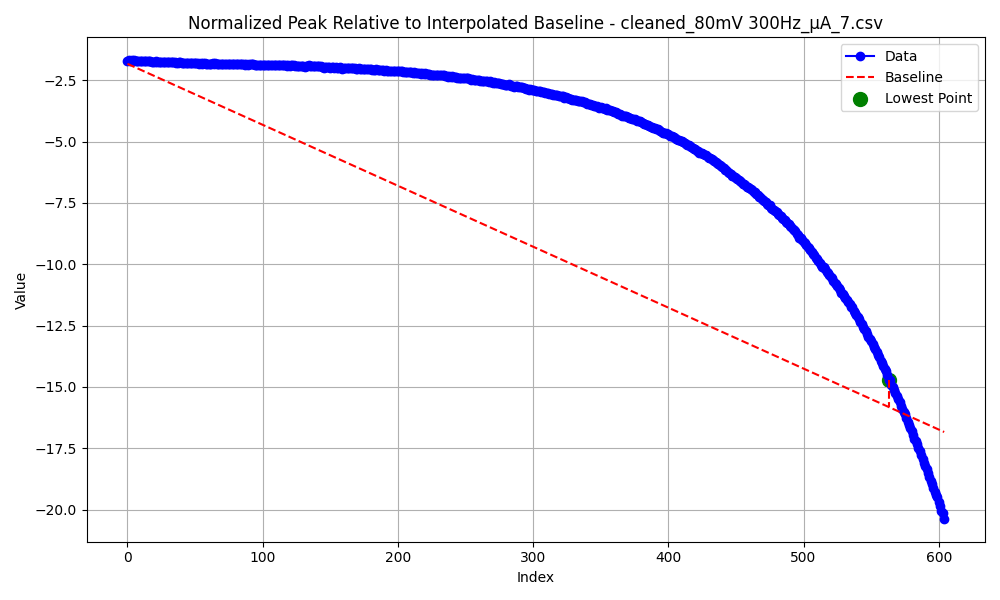 Normalized Peak Relative to Interpolated Baseline - cleaned_80mV 300Hz_µA_7.csv
Data
Baseline
Lowest Point
−2.5
−5.0
−7.5
−10.0
−12.5
−15.0
−17.5
−20.0
Value
0 100 200 300 400 500 600
Index